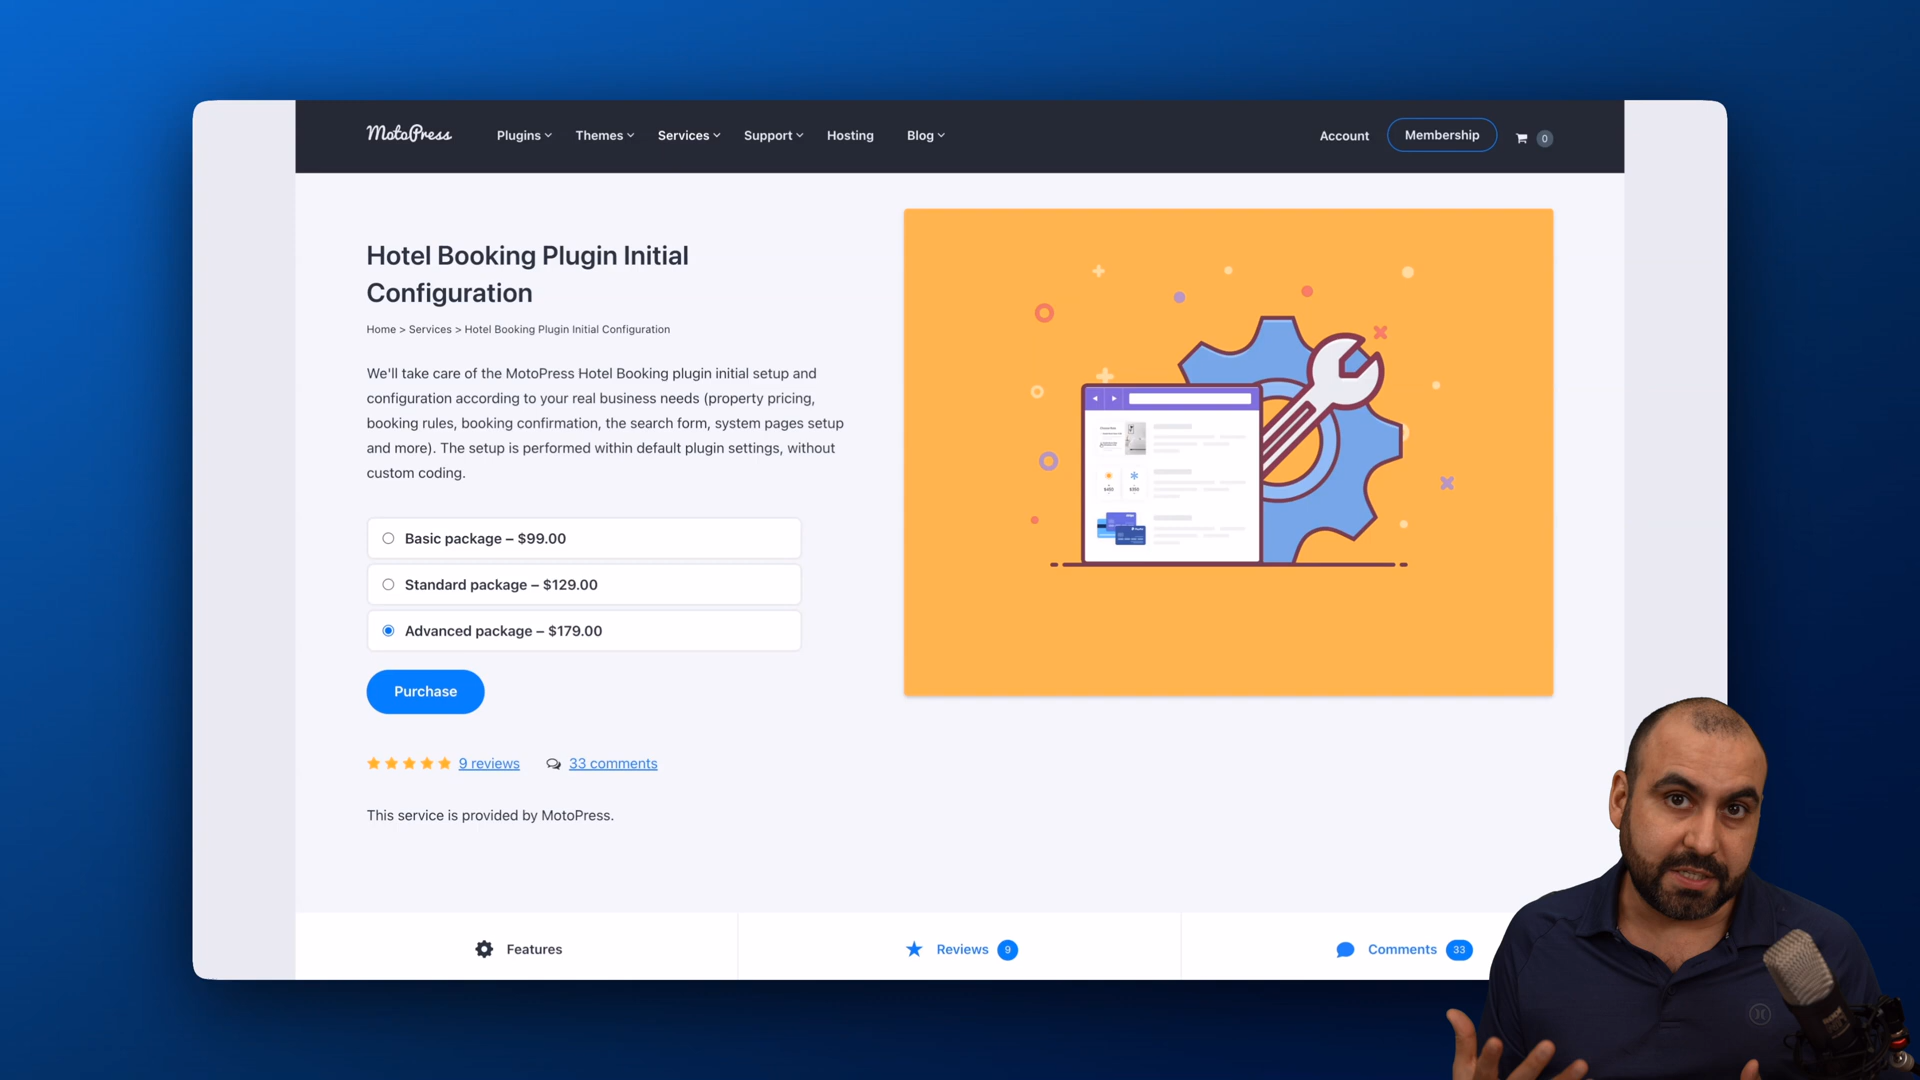 MotoPress
Plugins
Themes
Services
Support
Hosting
Blog
Account
Membership
0
Hotel Booking Plugin Initial
Configuration
Home > Services > Hotel Booking Plugin Initial Configuration
We'll take care of the MotoPress Hotel Booking plugin initial setup and
configuration according to your real business needs (property pricing,
booking rules, booking confirmation, the search form, system pages setup
and more). The setup is performed within default plugin settings, without
custom coding.
Basic package – $99.00
Standard package – $129.00
Advanced package – $179.00
Purchase
9 reviews
33 comments
This service is provided by MotoPress.
Features
Reviews 9
Comments 33